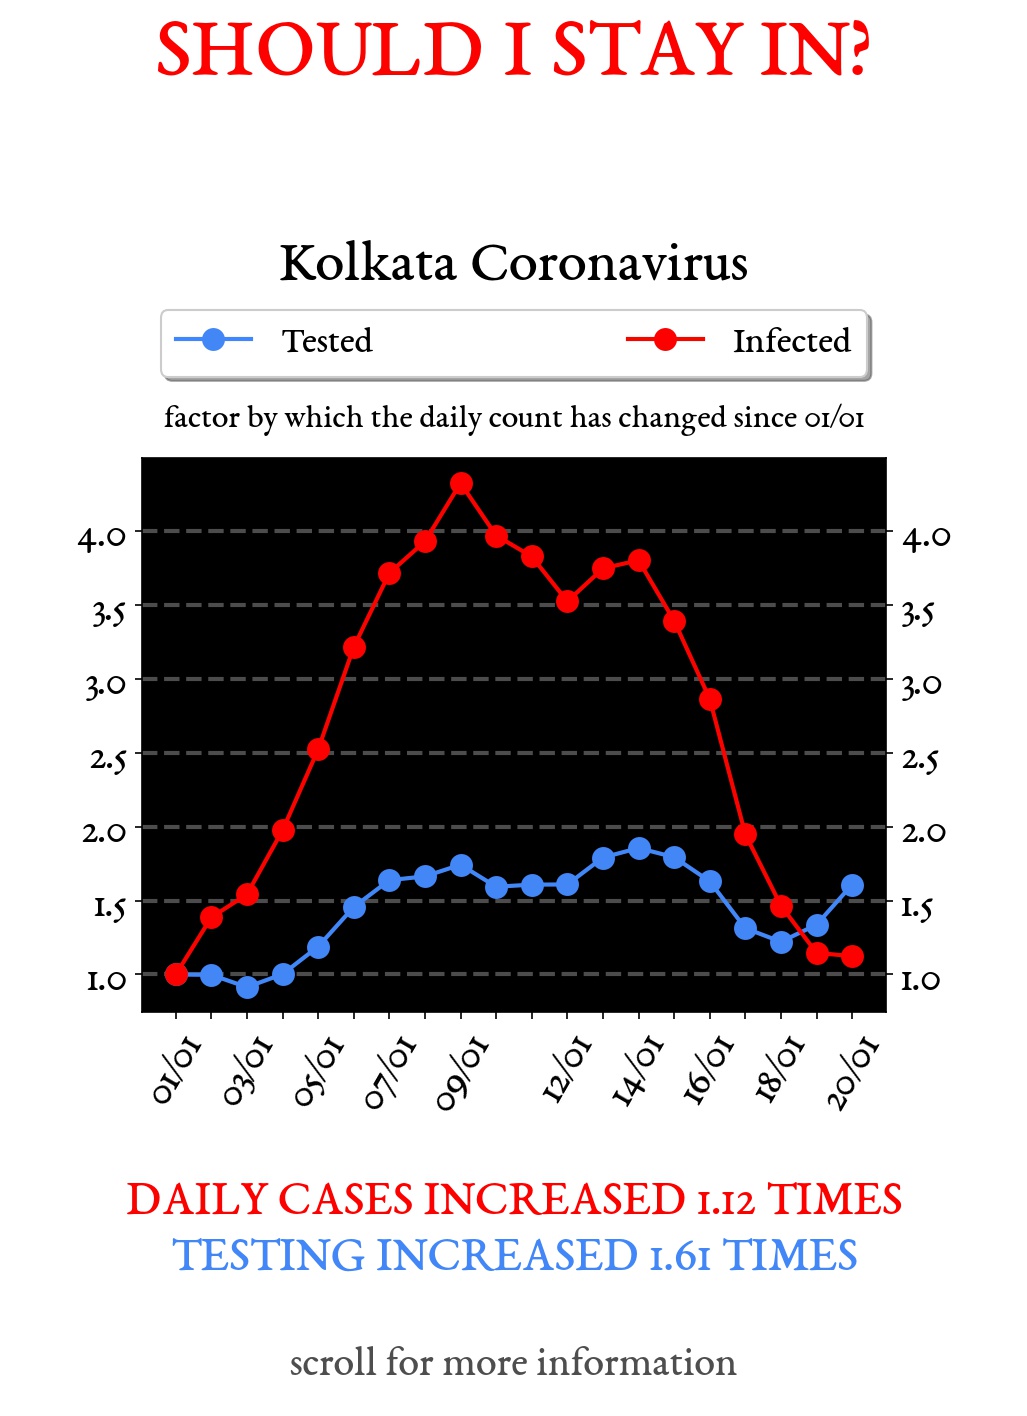 SHOULD I STAY IN?
Kolkata Coronavirus
Tested Infected
factor by which the daily count has changed since 01/01
4.0 4.0
3.5 3.5
3.0 3.0
2.5 2.5
2.0 2.0
1.5 1.5
1.0 1.0
01/01 03/01 05/01 07/01 09/01 12/01 14/01 16/01 18/01 20/01
DAILY CASES INCREASED 1.12 TIMES
TESTING INCREASED 1.61 TIMES
scroll for more information